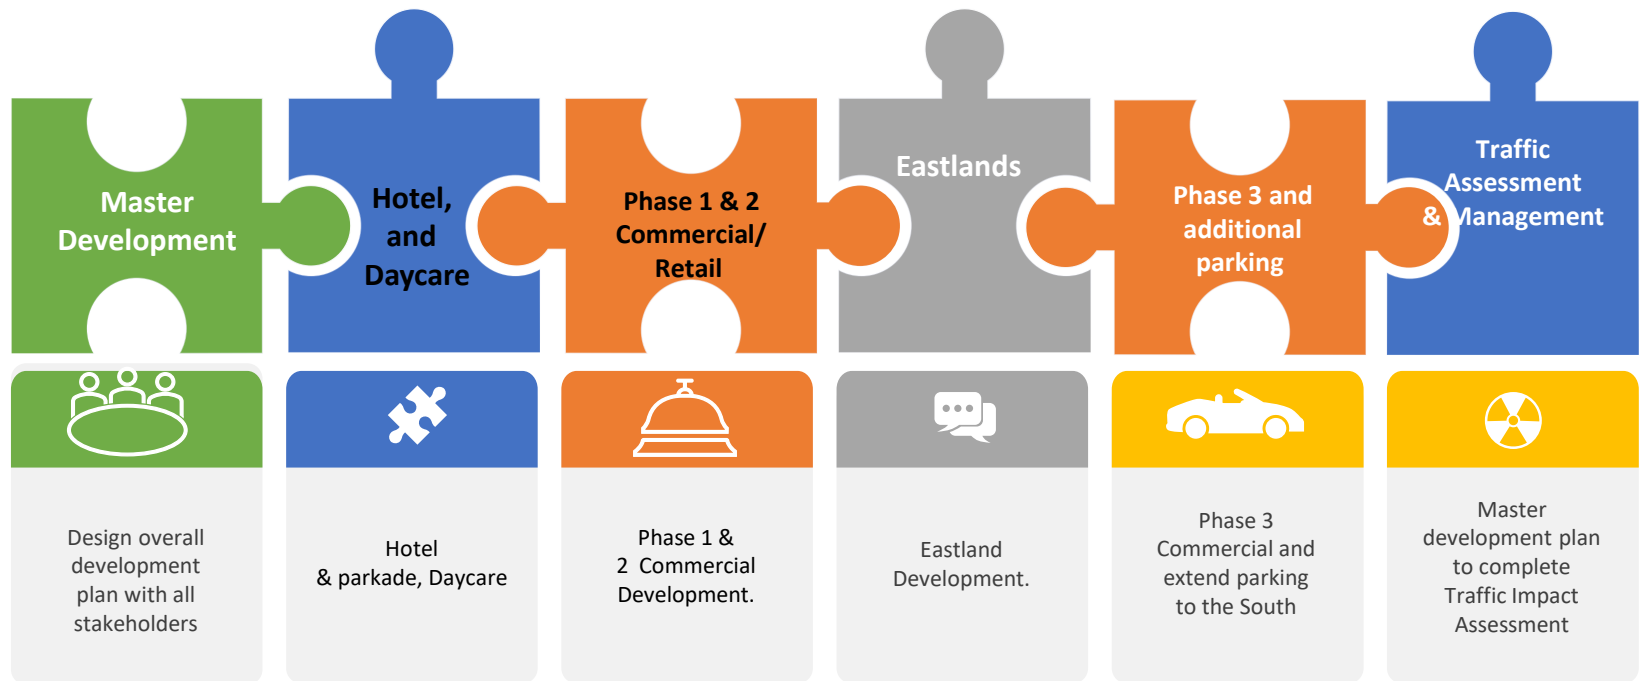 Master
Development
Hotel,
and
Daycare
Phase 1 & 2
Commercial/
Retail
Eastlands
Phase 3 and
additional
parking
Traffic
Assessment
& Management
Design overall
development
plan with all
stakeholders
Hotel
& parkade, Daycare
Phase 1 &
2 Commercial
Development.
Eastland
Development.
Phase 3
Commercial and
extend parking
to the South
Master
development plan
to complete
Traffic Impact
Assessment